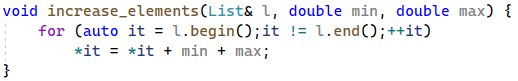 void increase_elements(List& l, double min, double max) {
    for (auto it = l.begin();it != l.end();++it)
        *it = *it + min + max;
}